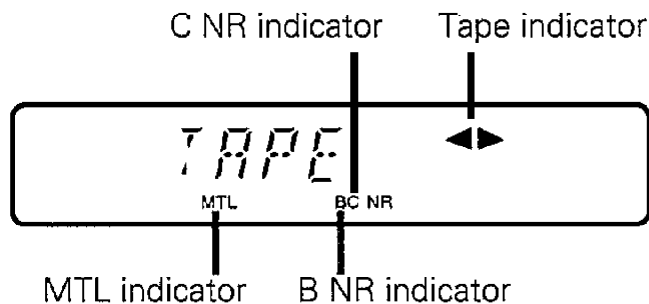 C NR indicator Tape indicator
TAPE
MTL BC NR
MTL indicator B NR indicator